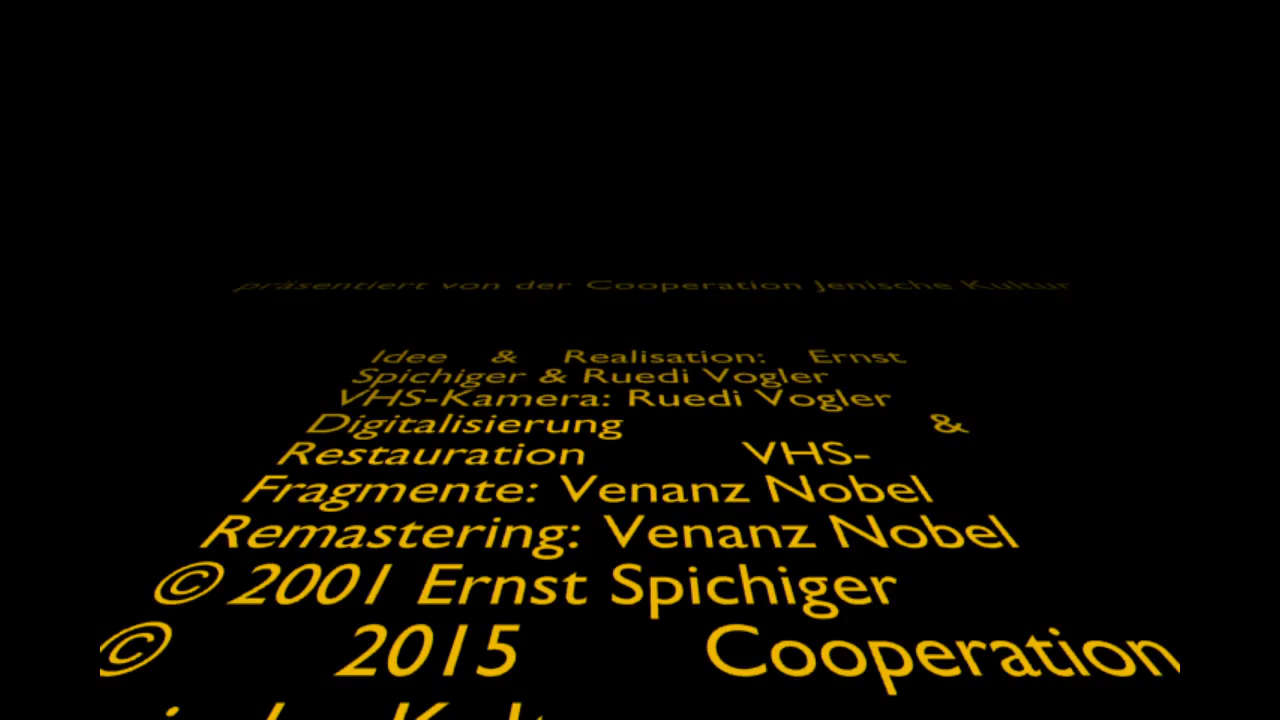 präsentiert von der Cooperation Jenische Kultur
Idee & Realisation: Ernst
Spichiger & Ruedi Vogler
VHS-Kamera: Ruedi Vogler
Digitalisierung &
Restauration VHS-
Fragmente: Venanz Nobel
Remastering: Venanz Nobel
© 2001 Ernst Spichiger
© 2015 Cooperation